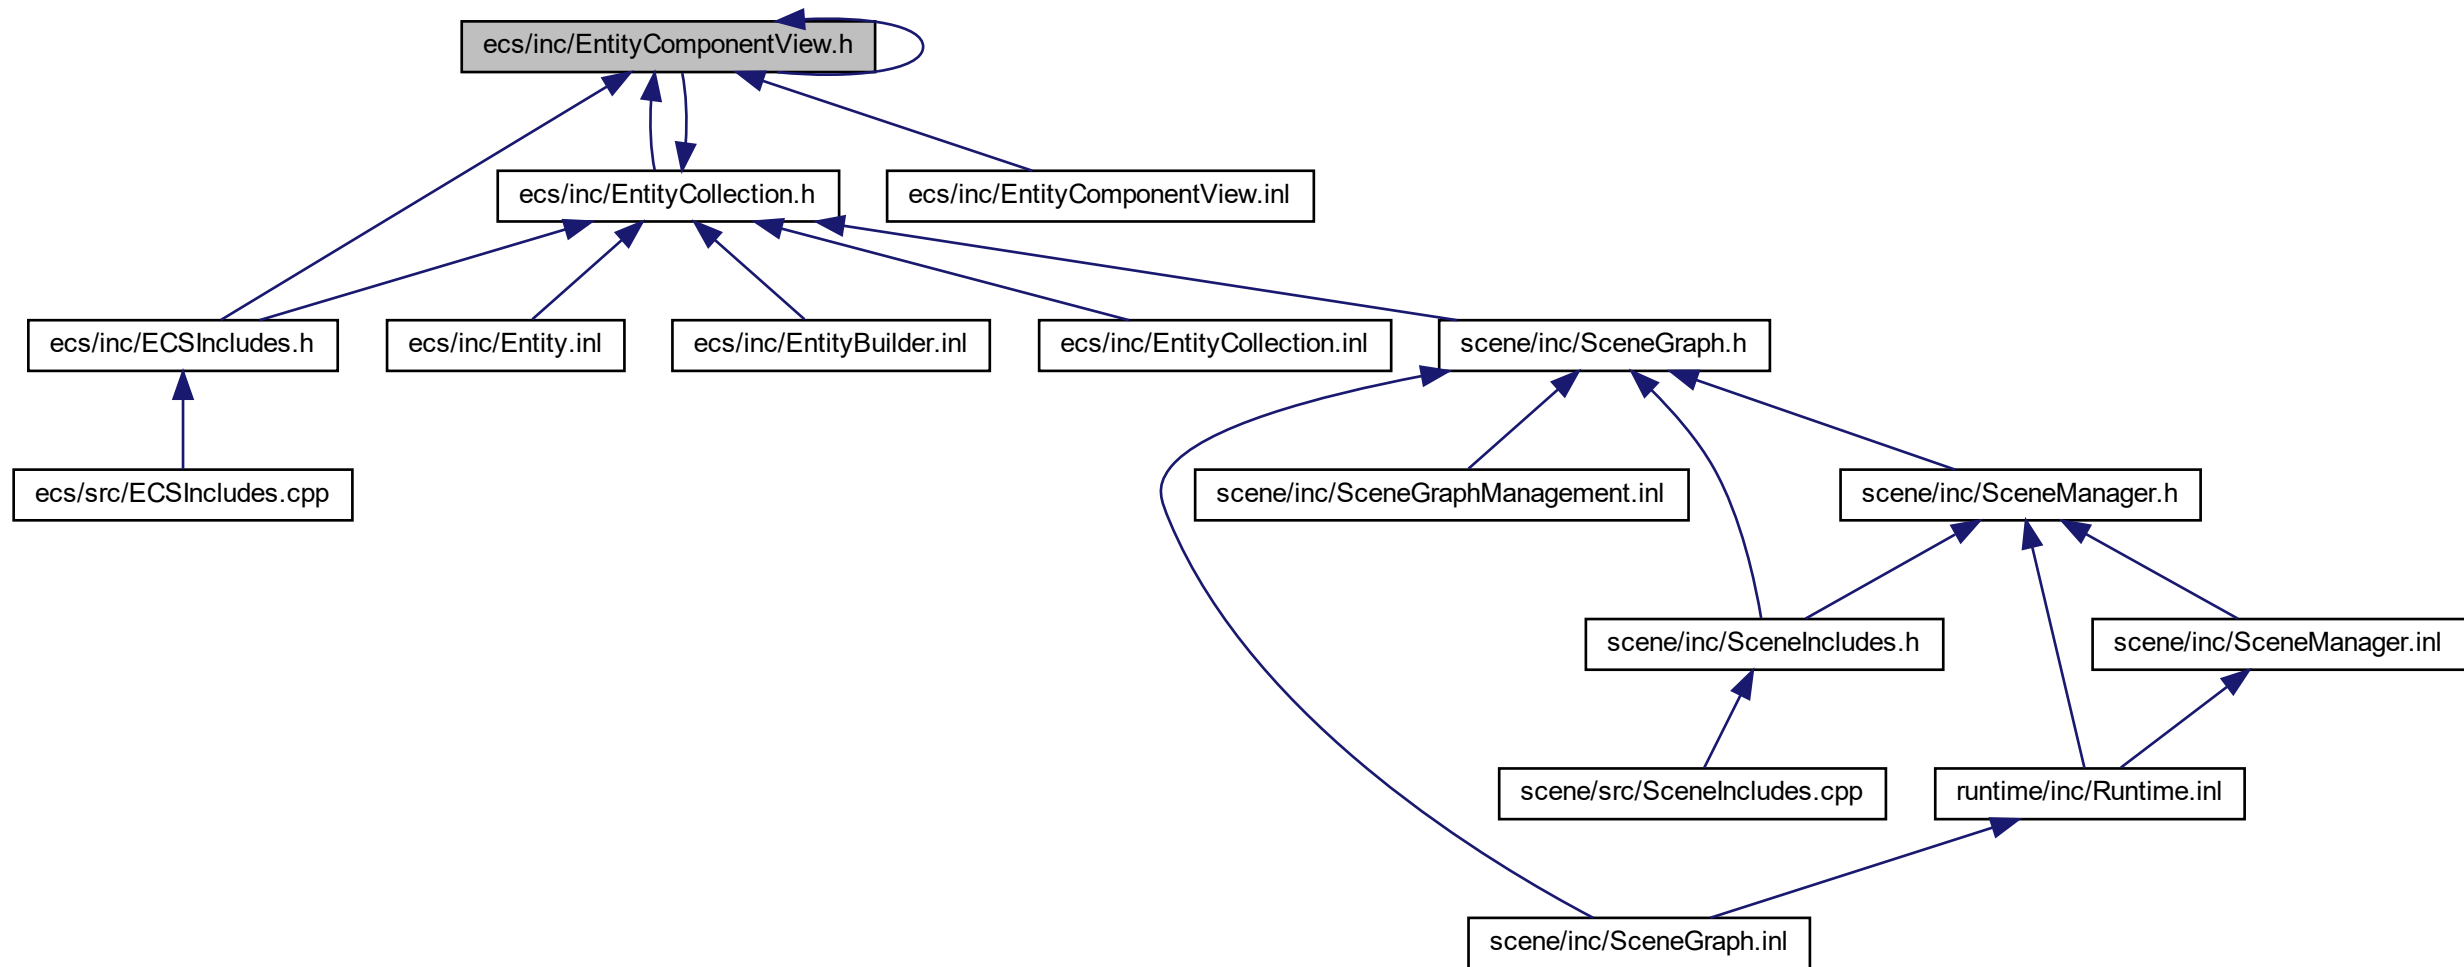 ecs/inc/EntityComponentView.h
ecs/inc/EntityCollection.h
ecs/inc/EntityComponentView.inl
ecs/inc/ECSIncludes.h
ecs/inc/Entity.inl
ecs/inc/EntityBuilder.inl
ecs/inc/EntityCollection.inl
scene/inc/SceneGraph.h
ecs/src/ECSIncludes.cpp
scene/inc/SceneGraphManagement.inl
scene/inc/SceneManager.h
scene/inc/SceneIncludes.h
scene/inc/SceneManager.inl
scene/src/SceneIncludes.cpp
runtime/inc/Runtime.inl
scene/inc/SceneGraph.inl